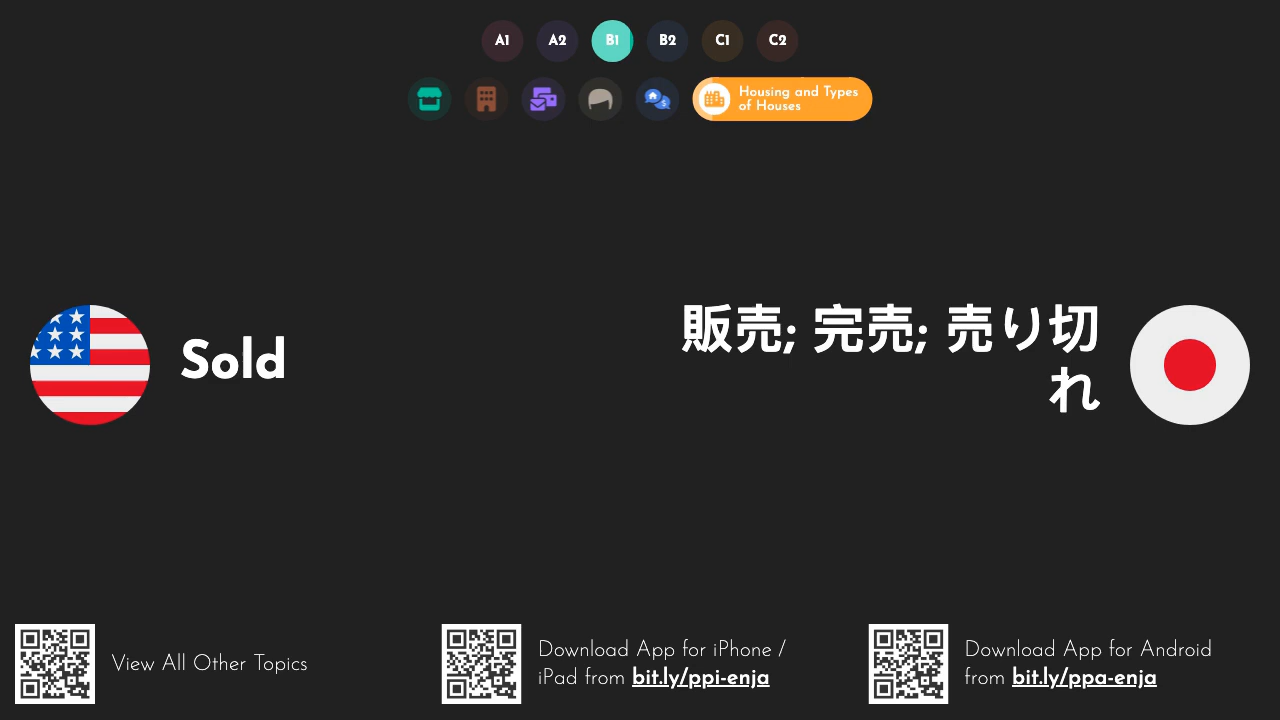 A1 A2 B1 B2 C1 C2
Housing and Types
of Houses
Sold
販売; 完売; 売り切
れ
View All Other Topics
Download App for iPhone /
iPad from bit.ly/ppi-enja
Download App for Android
from bit.ly/ppa-enja